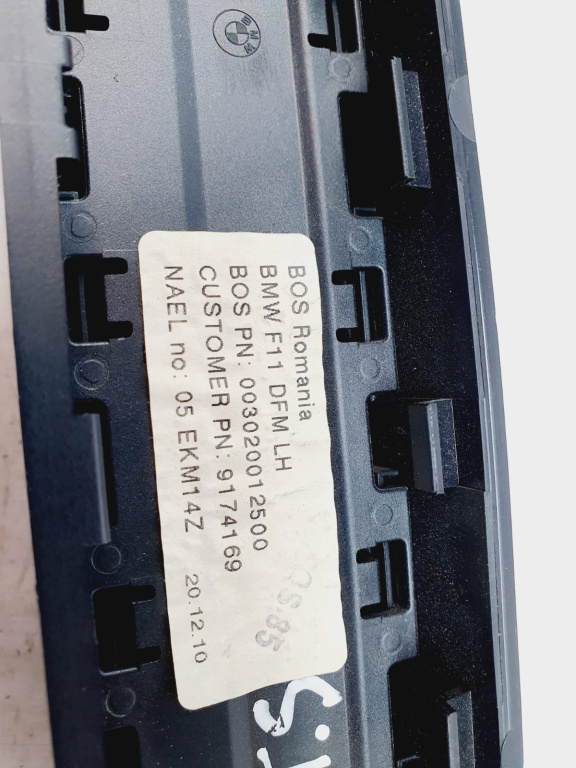 BOS Romania
BMW F11 DFM LH
BOS PN: 003020012500
CUSTOMER PN: 9174169
NAEL no: 05 EKM14Z 20.12.10
BMW